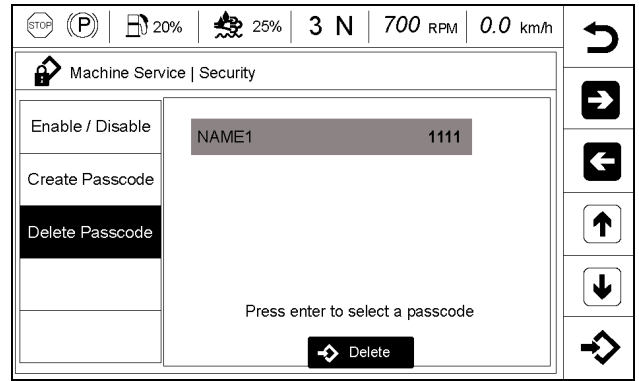 STOP (P) 20% 25% 3 N 700 RPM 0.0 km/h
Machine Service | Security
Enable / Disable
NAME1 1111
Create Passcode
Delete Passcode
Press enter to select a passcode
Delete